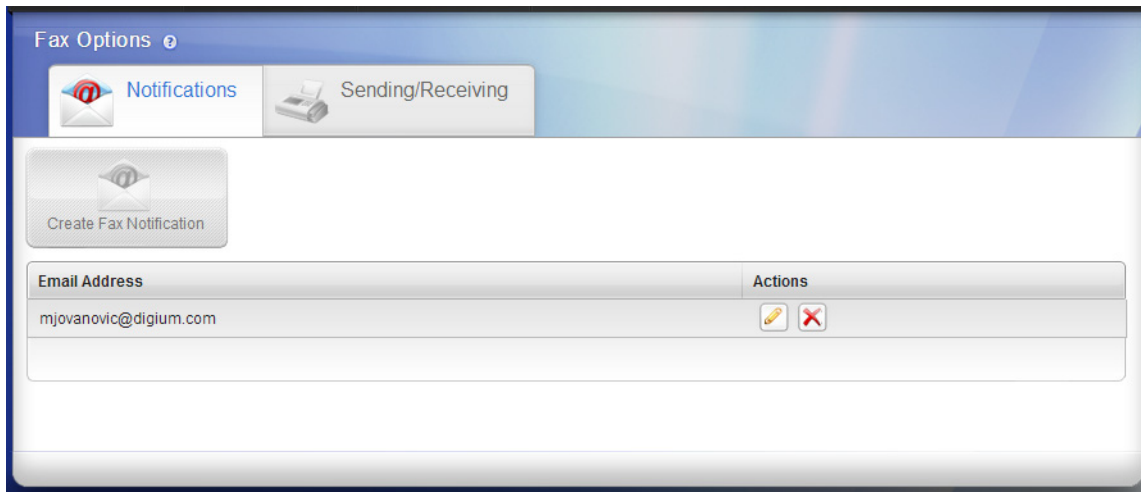 Fax Options
Notifications
Sending/Receiving
Create Fax Notification
Email Address Actions
mjovanovic@digium.com